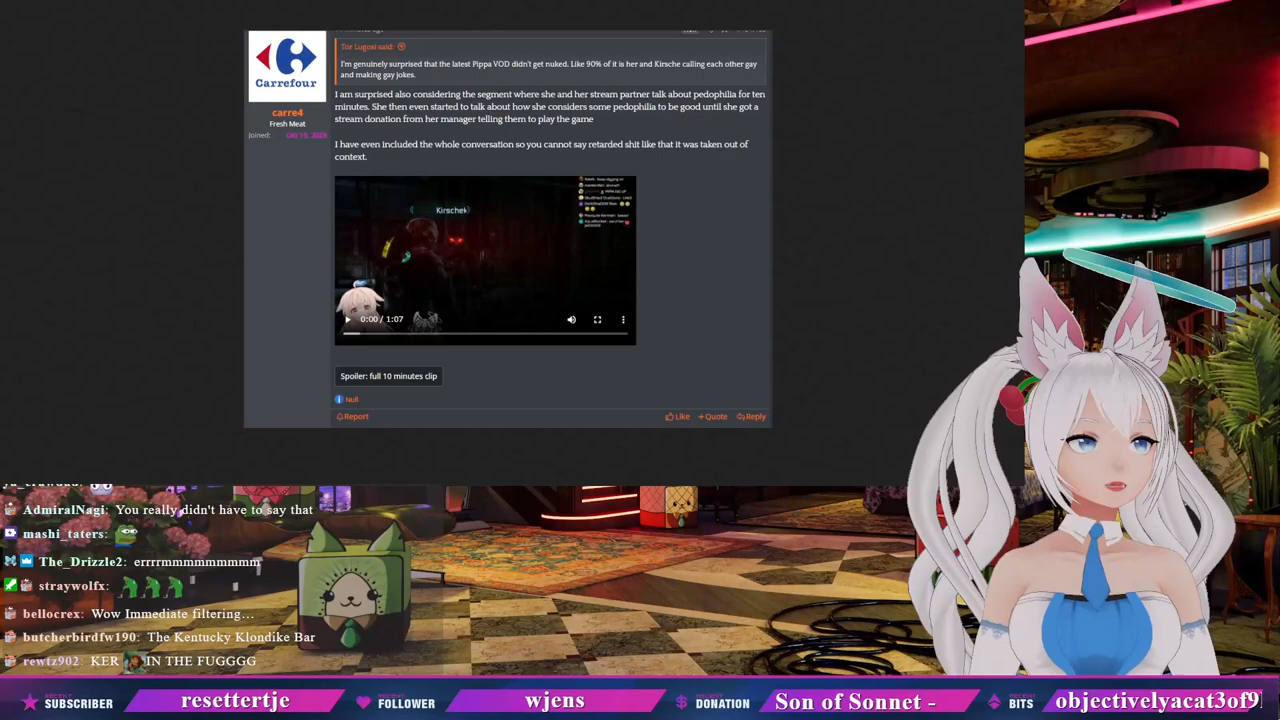 Tor Lugosi said:
I'm genuinely surprised that the latest Pippa VOD didn't get nuked. Like 90% of it is her and Kirsche calling each other gay
and making gay jokes.
Carrefour
carre4
Fresh Meat
Joined:
I am surprised also considering the segment where she and her stream partner talk about pedophilia for ten
minutes. She then even started to talk about how she considers some pedophilia to be good until she got a
stream donation from her manager telling them to play the game
I have even included the whole conversation so you cannot say retarded shit like that it was taken out of
context.
Kirschek
0:00 / 1:07
Spoiler: full 10 minutes clip
Null
Report
Like
+Quote
Reply
AdmiralNagi: You really didn't have to say that
mashi_taters:
The_Drizzle2: errrrmmmmmmmmm
straywolfx:
bellocrex: Wow Immediate filtering…
butcherbirdfw190: The Kentucky Klondike Bar
rewtz902: KER IN THE FUGGGG
RECENT SUBSCRIBER
resettertje
RECENT FOLLOWER
wjens
RECENT DONATION
Son of Sonnet -
RECENT BITS
objectivelyacat3of9